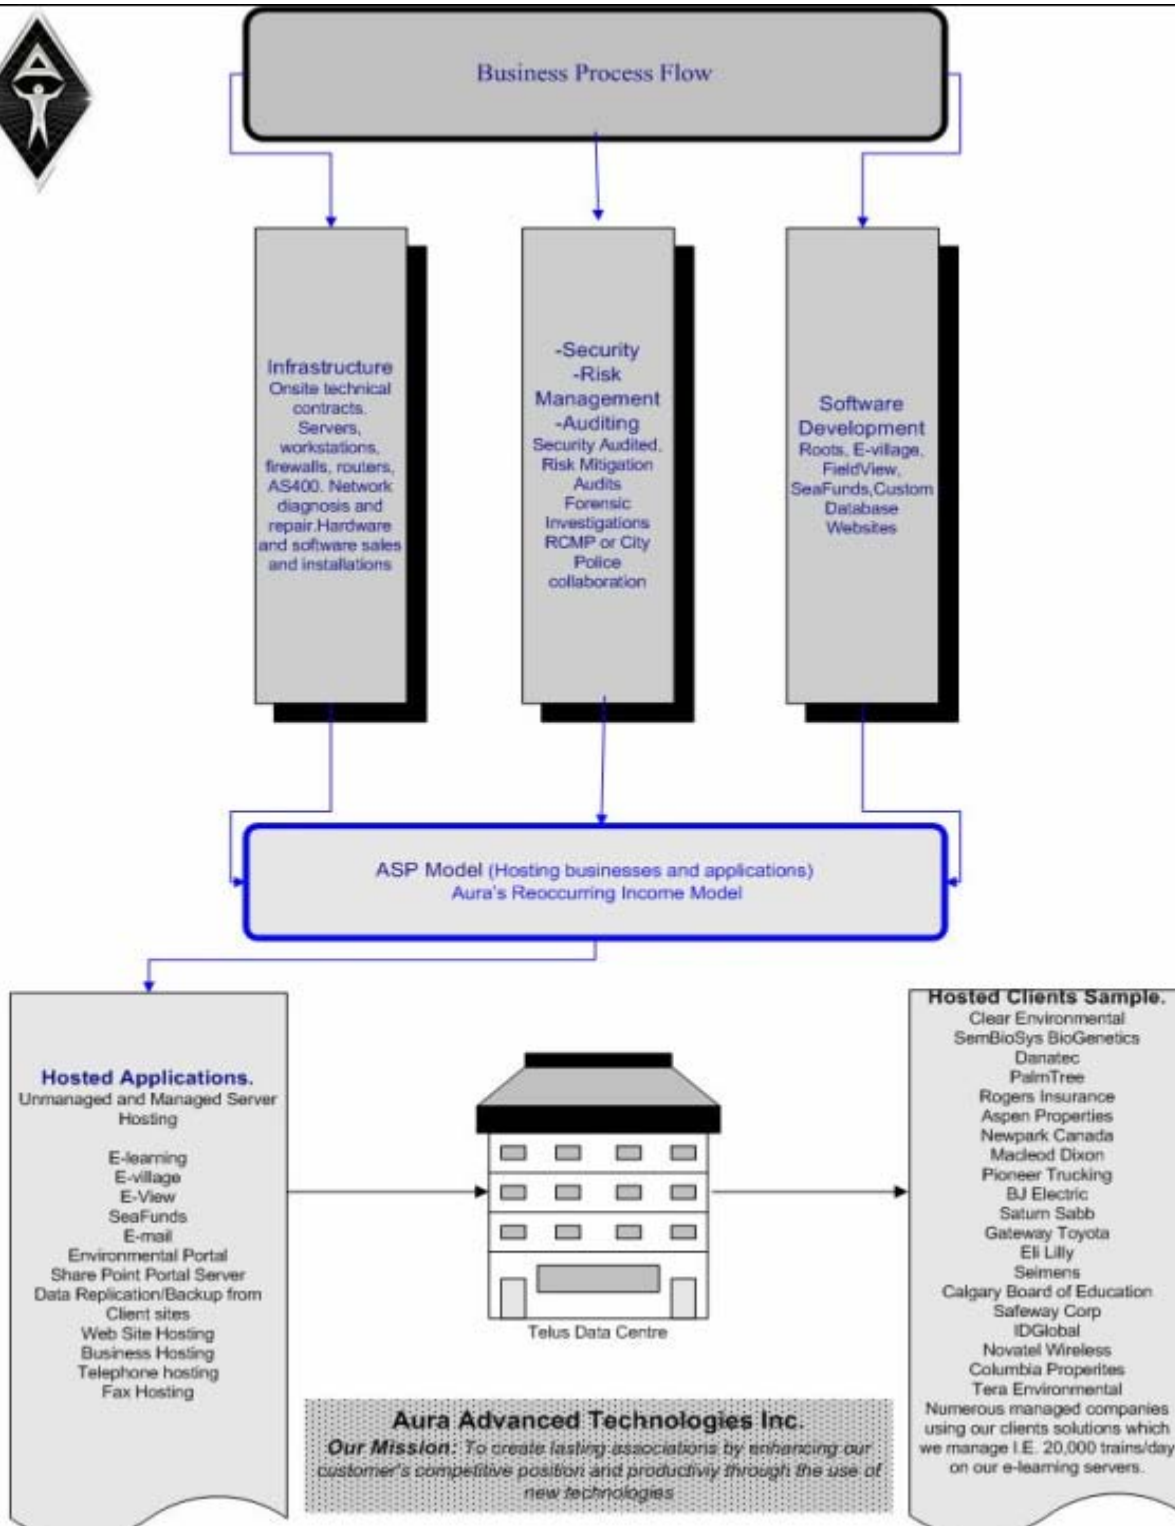 Business Process Flow
Infrastructure
Onsite technical
contracts.
Servers,
workstations,
firewalls, routers,
AS400. Network
diagnosis and
repair.Hardware
and software sales
and installations
-Security
-Risk
Management
-Auditing
Security Audited,
Risk Mitigation
Audits
Forensic
Investigations
RCMP or City
Police
collaboration
Software
Development
Roots, E-village,
FieldView,
SeaFunds,Custom
Database
Websites
ASP Model (Hosting businesses and applications)
Aura's Reoccurring Income Model
Hosted Applications.
Unmanaged and Managed Server
Hosting
E-learning
E-village
E-View
SeaFunds
E-mail
Environmental Portal
Share Point Portal Server
Data Replication/Backup from
Client sites
Web Site Hosting
Business Hosting
Telephone hosting
Fax Hosting
Telus Data Centre
Hosted Clients Sample.
Clear Environmental
SemBioSys BioGenetics
Danatec
PalmTree
Rogers Insurance
Aspen Properties
Newpark Canada
Macleod Dixon
Pioneer Trucking
BJ Electric
Saturn Sabb
Gateway Toyota
Eli Lilly
Seimens
Calgary Board of Education
Safeway Corp
IDGlobal
Novatel Wireless
Columbia Properites
Tera Environmental
Numerous managed companies
using our clients solutions which
we manage I.E. 20,000 trains/day
on our e-learning servers.
Aura Advanced Technologies Inc.
Our Mission: To create lasting associations by enhancing our
customer's competitive position and productiviy through the use of
new technologies